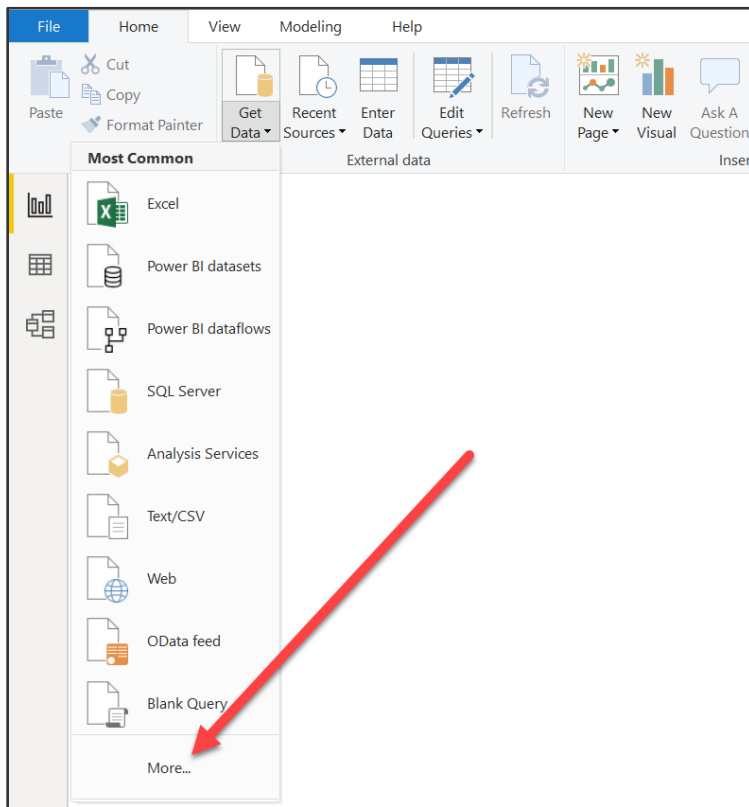 File Home View Modeling Help
Cut
Copy
Format Painter
Paste
Get Data
Recent Sources
Enter Data
Edit Queries
Refresh
New Page
New Visual
Ask A Question
External data
Inser
Most Common
Excel
Power BI datasets
Power BI dataflows
SQL Server
Analysis Services
Text/CSV
Web
OData feed
Blank Query
More...